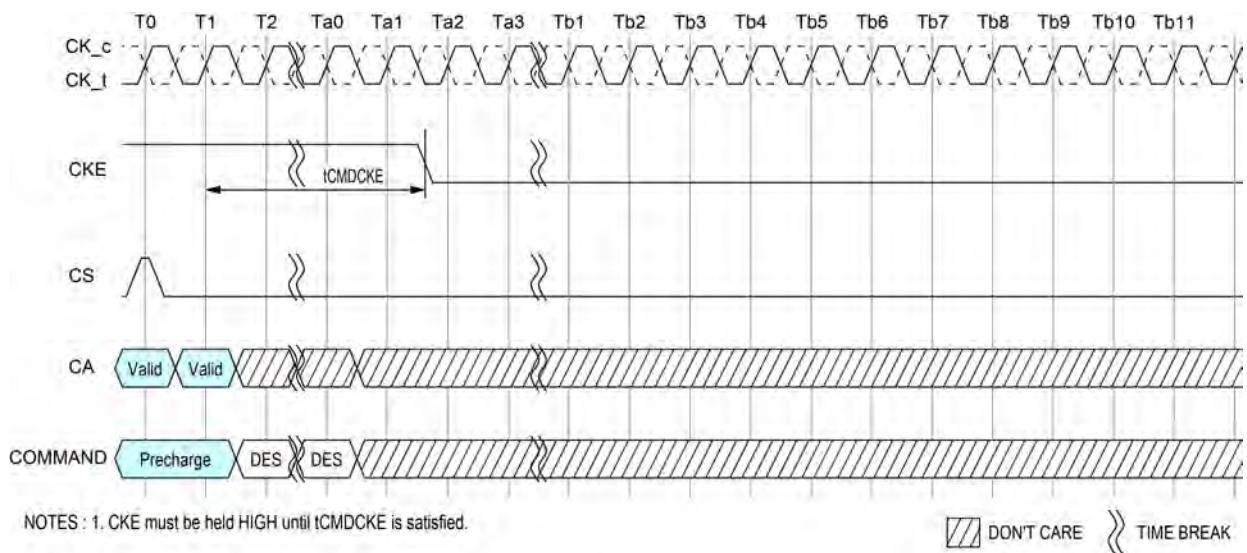 T0 T1 T2 Ta0 Ta1 Ta2 Ta3 Tb1 Tb2 Tb3 Tb4 Tb5 Tb6 Tb7 Tb8 Tb9 Tb10 Tb11
CK_c
CK_t
CKE
tCMDCKE
CS
CA Valid Valid
COMMAND Precharge DES DES
NOTES : 1. CKE must be held HIGH until tCMDCKE is satisfied.
DON'T CARE TIME BREAK